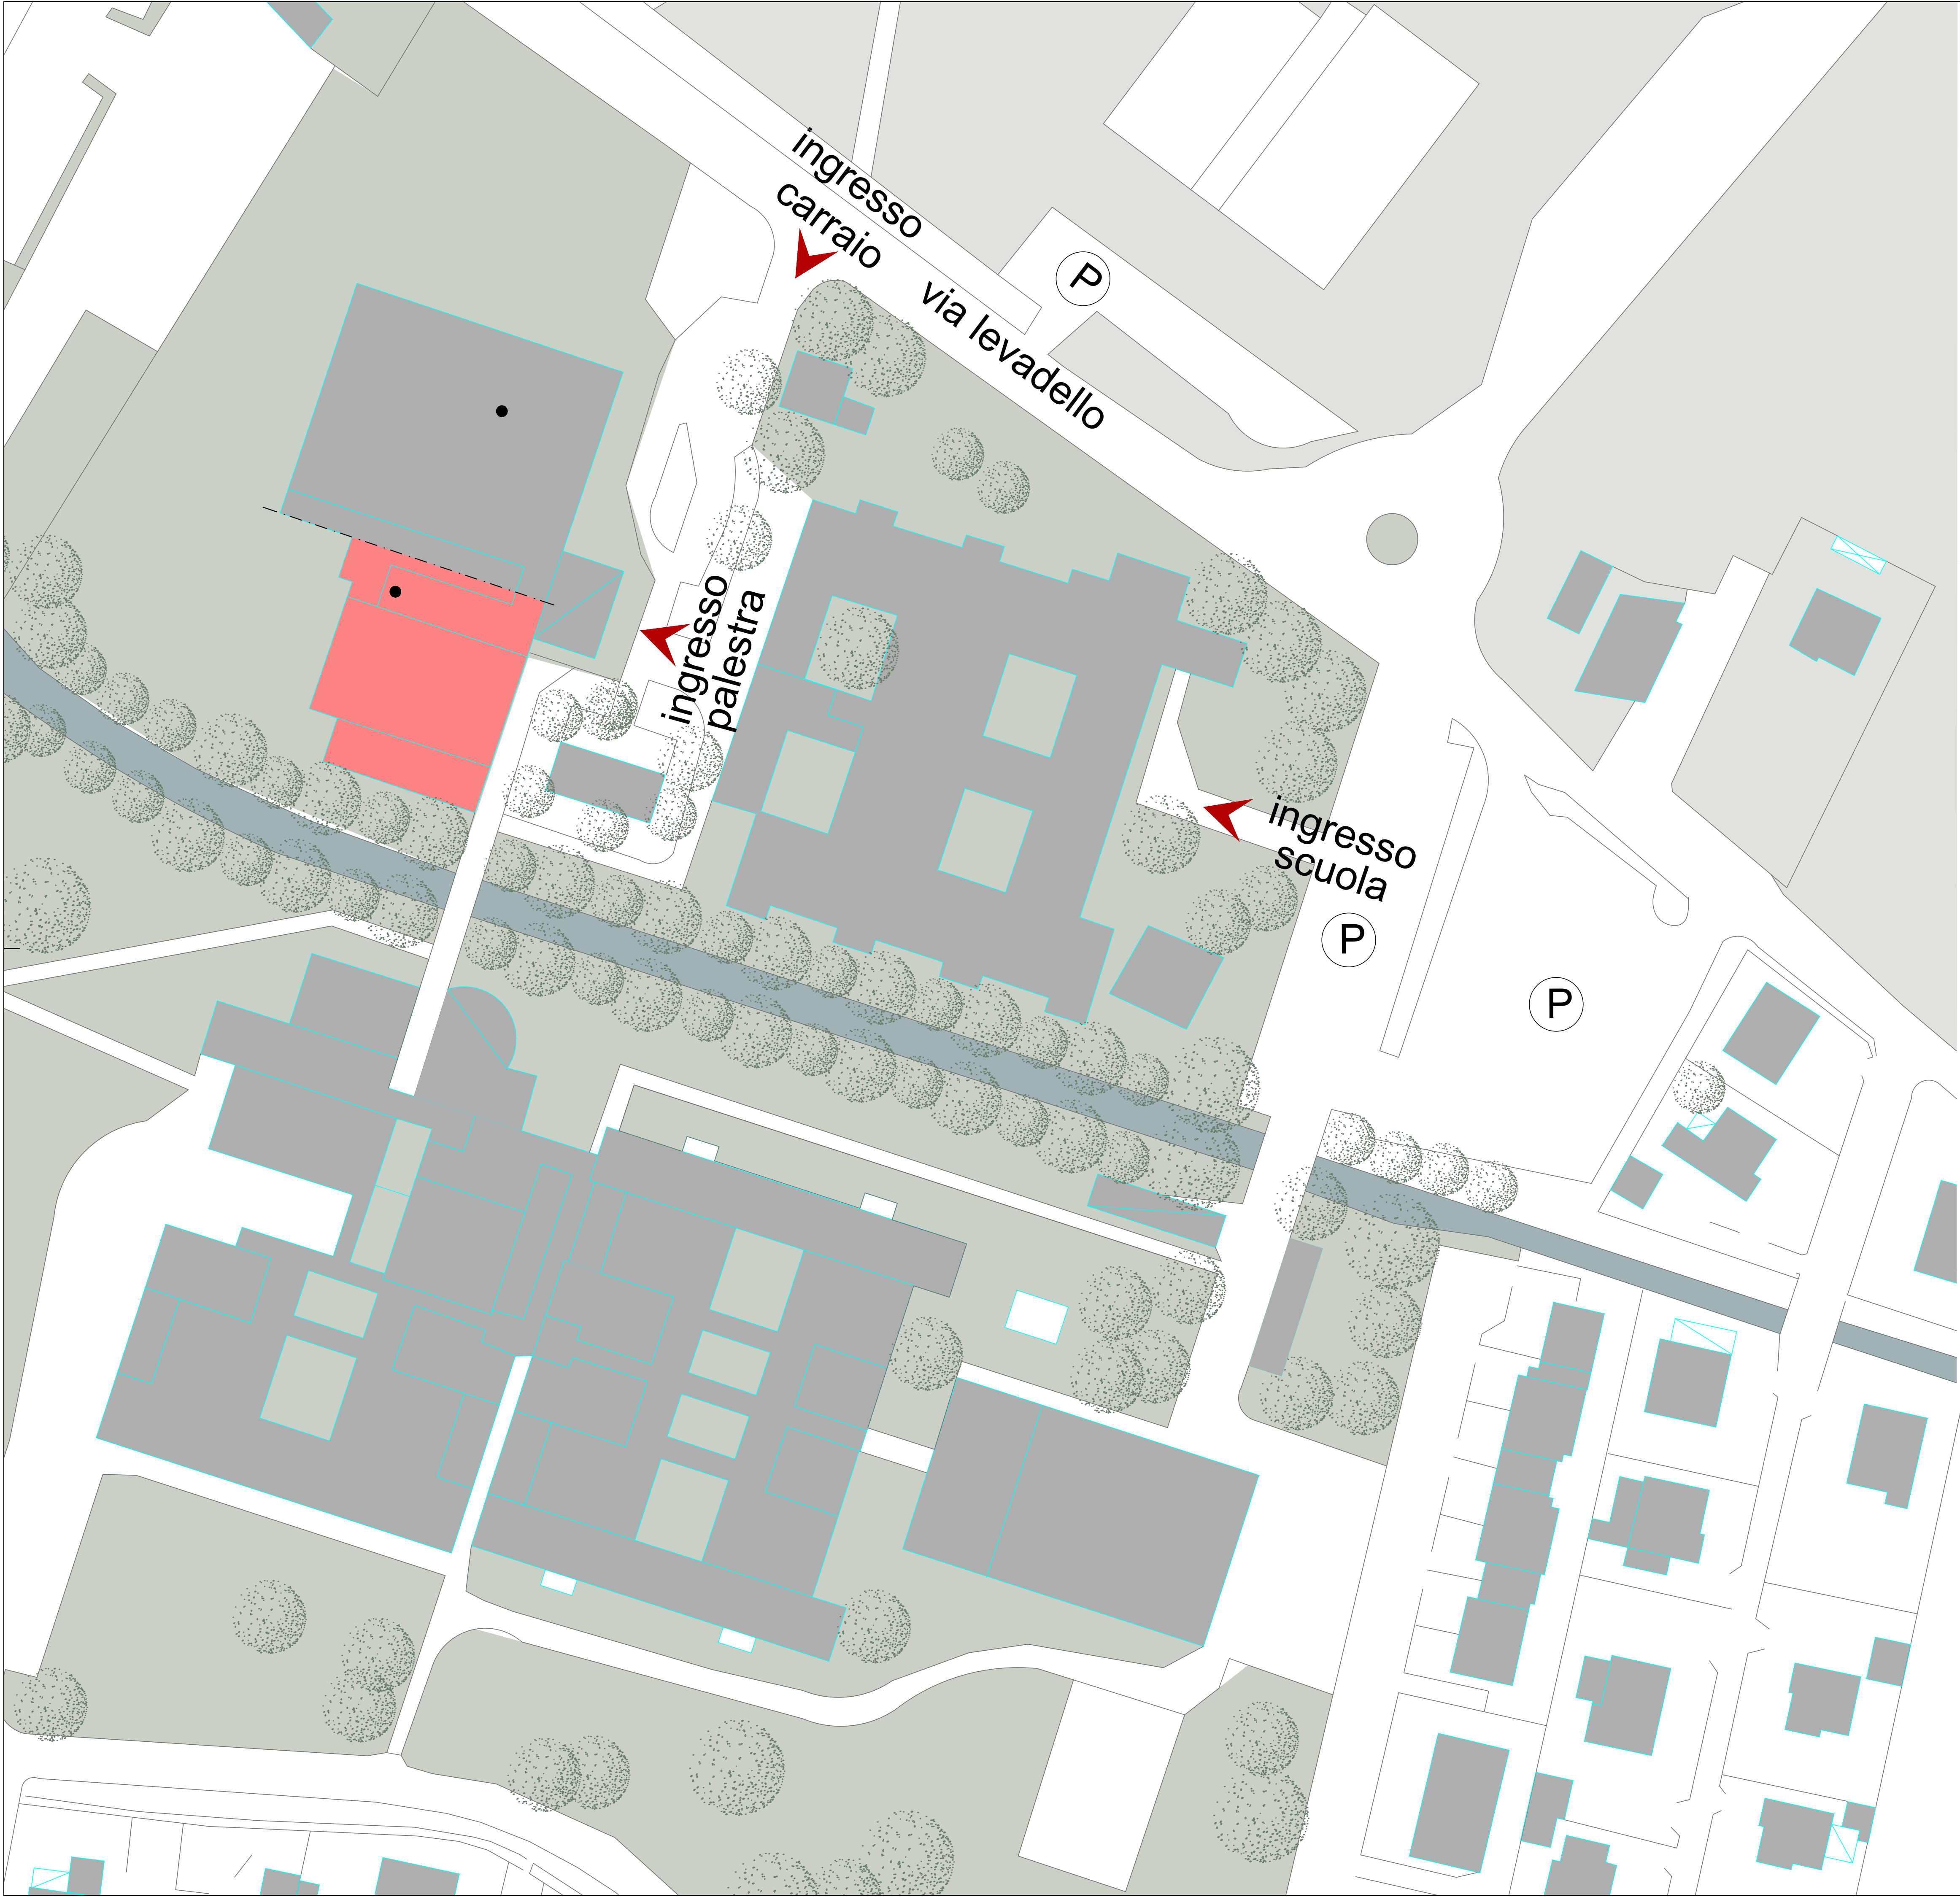 ingresso
carraio
via levadello
P
ingresso
palestra
ingresso
scuola
P
P